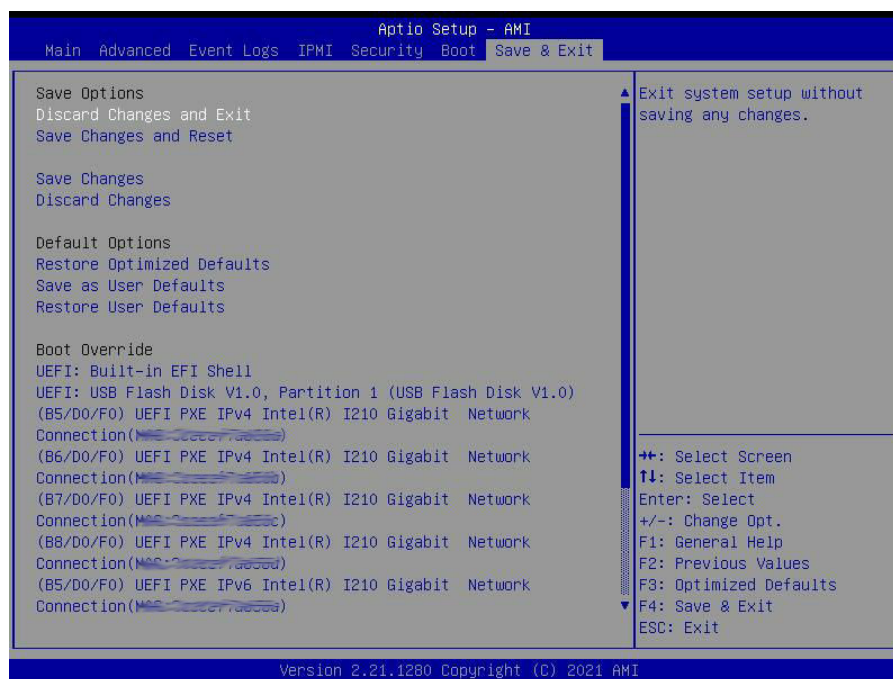 Aptio Setup – AMI
Main Advanced Event Logs IPMI Security Boot Save & Exit
Save Options
Discard Changes and Exit
Save Changes and Reset
Save Changes
Discard Changes
Default Options
Restore Optimized Defaults
Save as User Defaults
Restore User Defaults
Boot Override
UEFI: Built-in EFI Shell
UEFI: USB Flash Disk V1.0, Partition 1 (USB Flash Disk V1.0)
(B5/D0/F0) UEFI PXE IPv4 Intel(R) I210 Gigabit Network
Connection(
(B6/D0/F0) UEFI PXE IPv4 Intel(R) I210 Gigabit Network
Connection(
(B7/D0/F0) UEFI PXE IPv4 Intel(R) I210 Gigabit Network
Connection(
(B8/D0/F0) UEFI PXE IPv4 Intel(R) I210 Gigabit Network
Connection(
(B5/D0/F0) UEFI PXE IPv6 Intel(R) I210 Gigabit Network
Connection(
Exit system setup without
saving any changes.
→←: Select Screen
↑↓: Select Item
Enter: Select
+/-: Change Opt.
F1: General Help
F2: Previous Values
F3: Optimized Defaults
F4: Save & Exit
ESC: Exit
Version 2.21.1280 Copyright (C) 2021 AMI